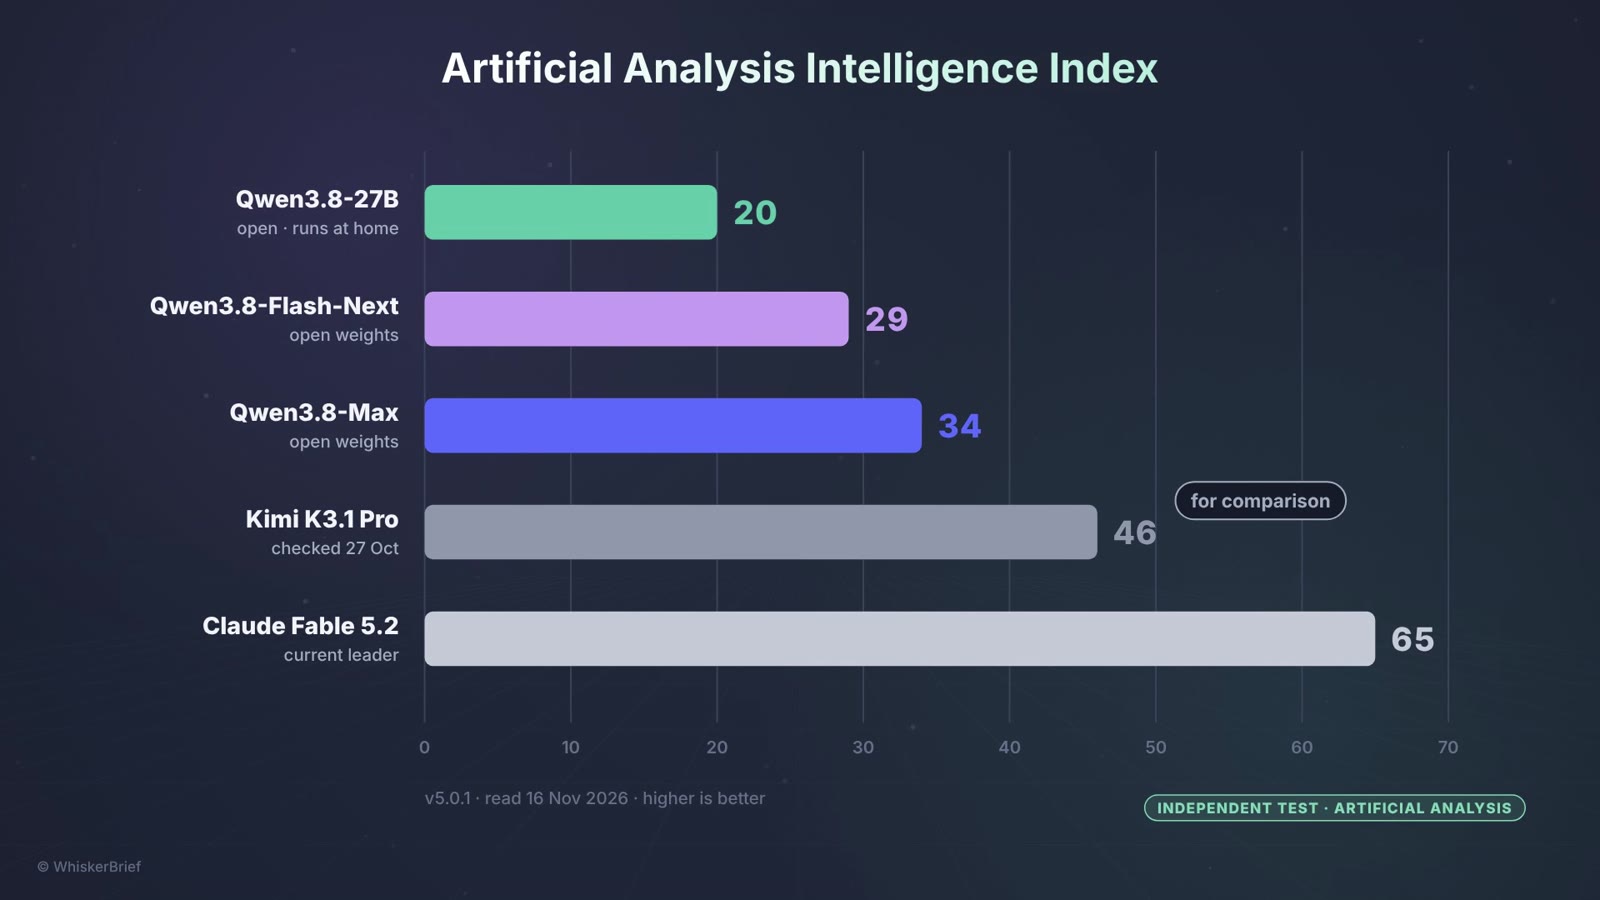 Artificial Analysis Intelligence Index
Qwen3.8-27B
open · runs at home
20
Qwen3.8-Flash-Next
open weights
29
Qwen3.8-Max
open weights
34
for comparison
Kimi K3.1 Pro
checked 27 Oct
46
Claude Fable 5.2
current leader
65
0 10 20 30 40 50 60 70
v5.0.1 · read 16 Nov 2026 · higher is better
INDEPENDENT TEST · ARTIFICIAL ANALYSIS
© WhiskerBrief